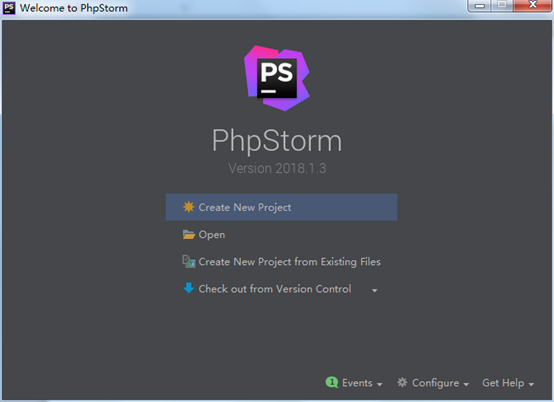 PS Welcome to PhpStorm
PS
PhpStorm
Version 2018.1.3
Create New Project
Open
Create New Project from Existing Files
Check out from Version Control
1 Events Configure Get Help